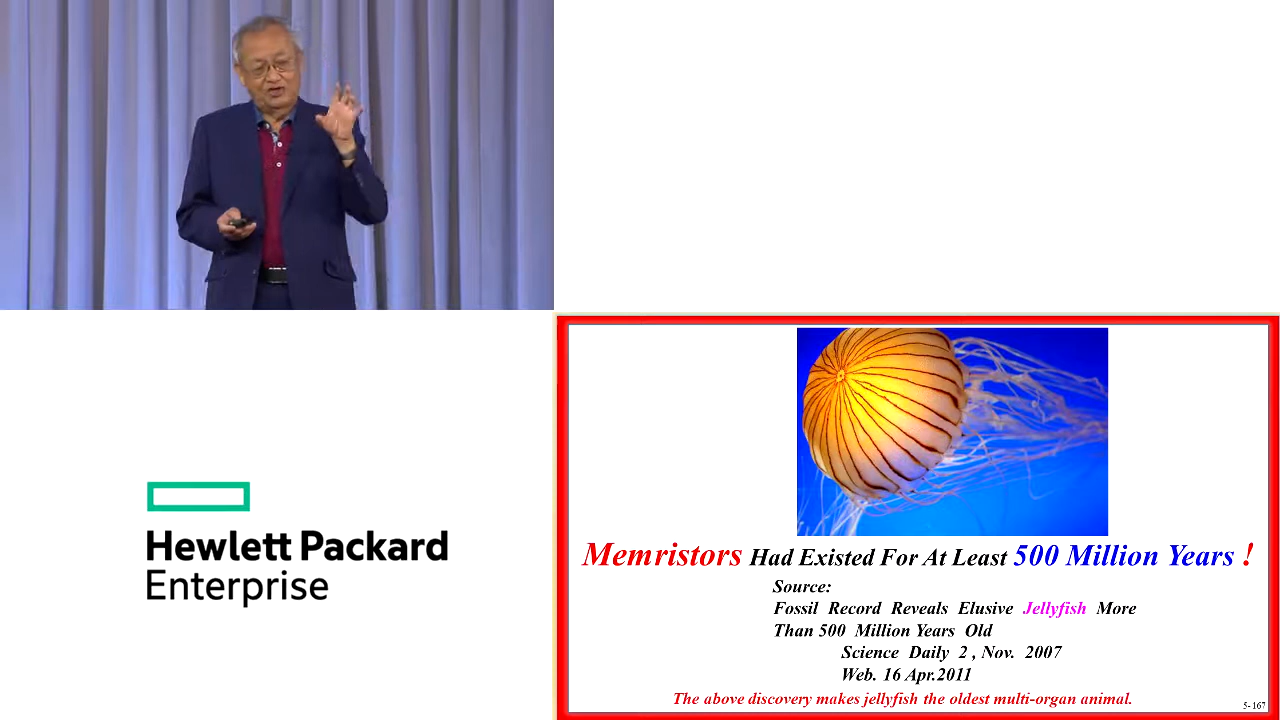 Hewlett Packard
Enterprise
Memristors Had Existed For At Least 500 Million Years !
Source:
Fossil Record Reveals Elusive Jellyfish More
Than 500 Million Years Old
Science Daily 2 , Nov. 2007
Web. 16 Apr.2011
The above discovery makes jellyfish the oldest multi-organ animal.
5-167